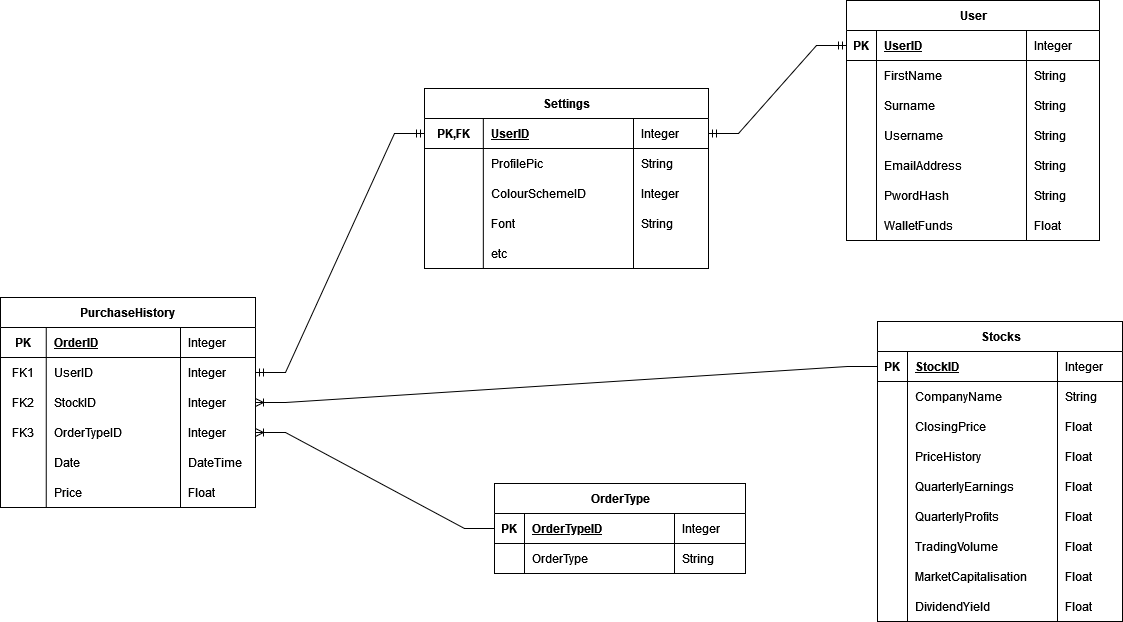 User
PK UserID Integer
FirstName String
Surname String
Username String
EmailAddress String
PwordHash String
WalletFunds Float
Settings
PK,FK UserID Integer
ProfilePic String
ColourSchemeID Integer
Font String
etc
PurchaseHistory
PK OrderID Integer
FK1 UserID Integer
FK2 StockID Integer
FK3 OrderTypeID Integer
Date DateTime
Price Float
Stocks
PK StockID Integer
CompanyName String
ClosingPrice Float
PriceHistory Float
QuarterlyEarnings Float
QuarterlyProfits Float
TradingVolume Float
MarketCapitalisation Float
DividendYield Float
OrderType
PK OrderTypeID Integer
OrderType String